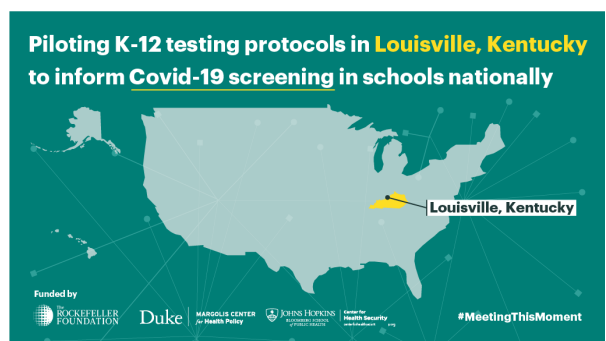 Piloting K-12 testing protocols in Louisville, Kentucky
to inform Covid-19 screening in schools nationally
Louisville, Kentucky
Funded by
The
ROCKEFELLER
FOUNDATION
Duke
MARGOLIS CENTER
for Health Policy
JOHNS HOPKINS
BLOOMBERG SCHOOL
of PUBLIC HEALTH
Center for
Health Security
#MeetingThisMoment